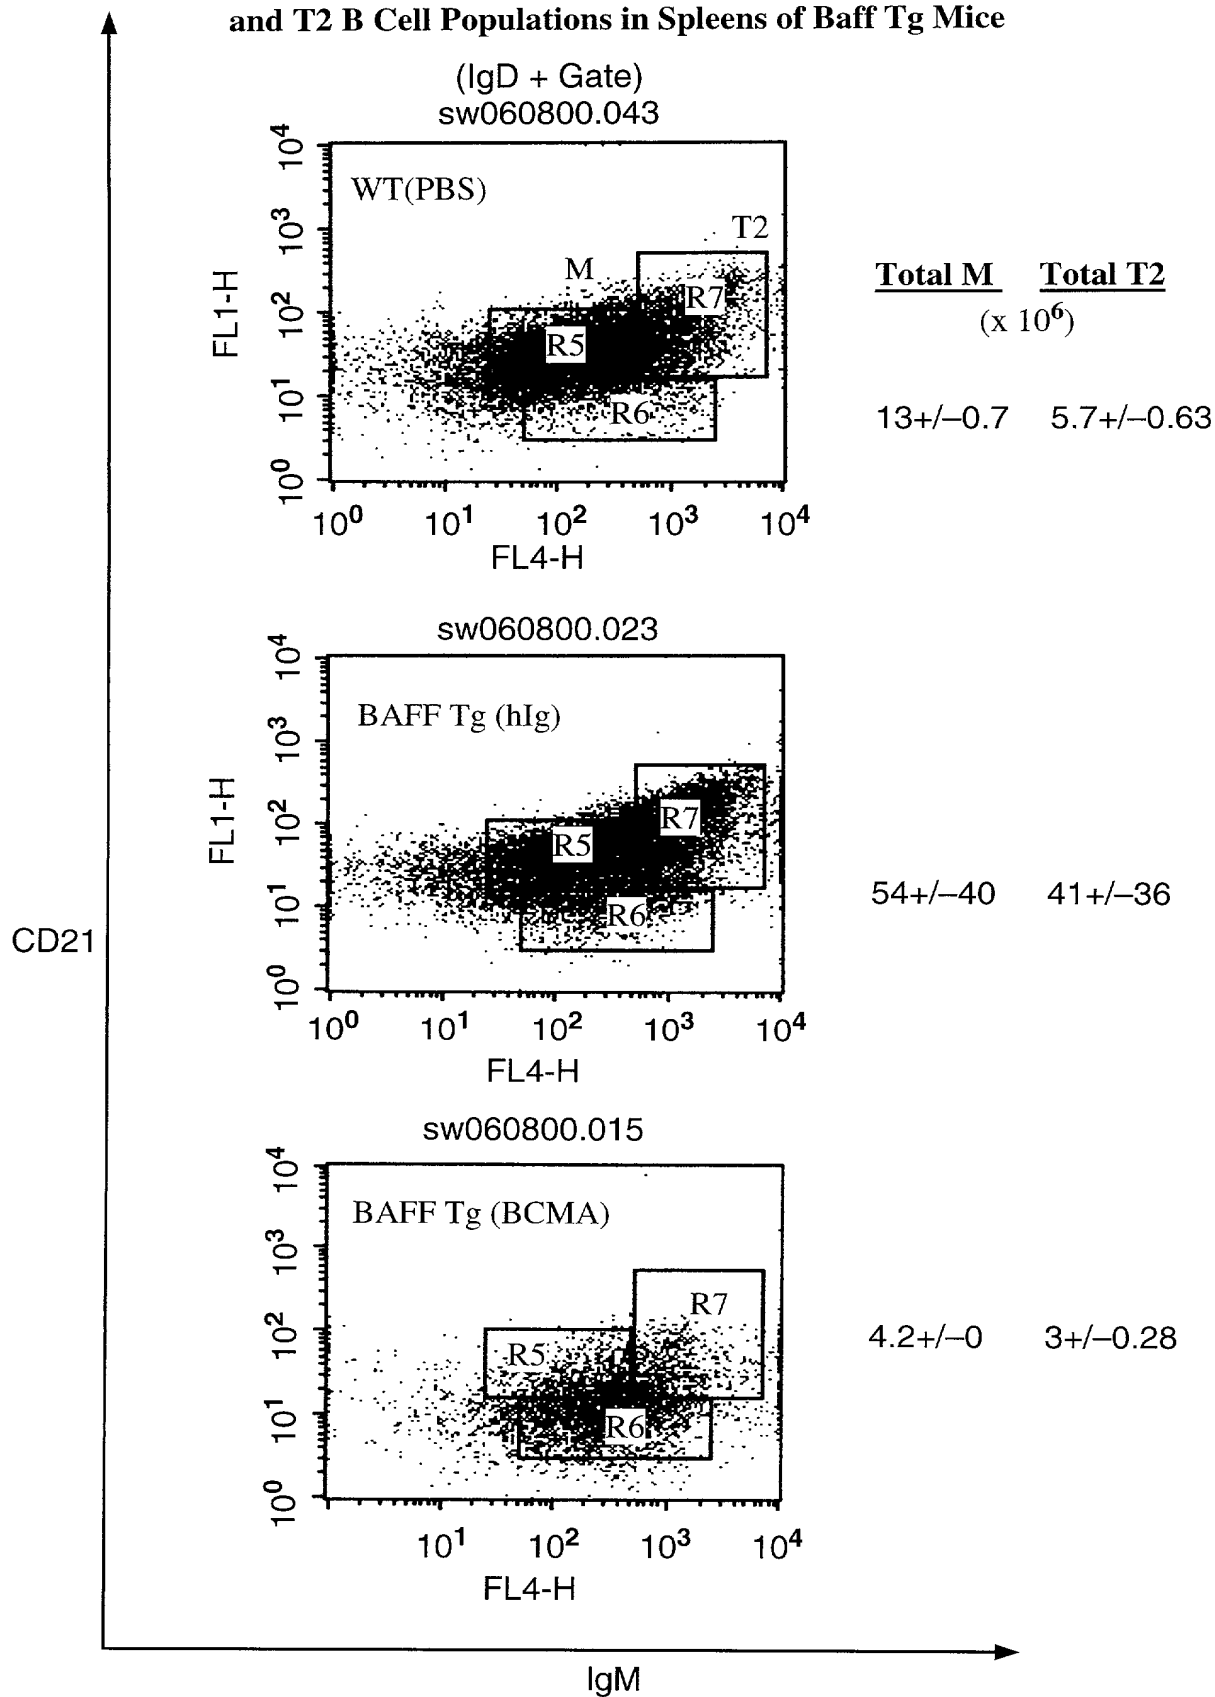 and T2 B Cell Populations in Spleens of Baff Tg Mice
(IgD + Gate)
sw060800.043
10⁴
10³
10²
10¹
10⁰
FL1-H
WT(PBS)
T2
M
R7
R5
R6
10⁰ 10¹ 10² 10³ 10⁴
FL4-H
Total M Total T2
(x 10⁶)
13+/–0.7 5.7+/–0.63
sw060800.023
10⁴
10³
10²
10¹
10⁰
FL1-H
BAFF Tg (hIg)
R7
R5
R6
10⁰ 10¹ 10² 10³ 10⁴
FL4-H
54+/–40 41+/–36
CD21
sw060800.015
10⁴
10³
10²
10¹
10⁰
BAFF Tg (BCMA)
R7
R5
R6
10¹ 10² 10³ 10⁴
FL4-H
4.2+/–0 3+/–0.28
IgM